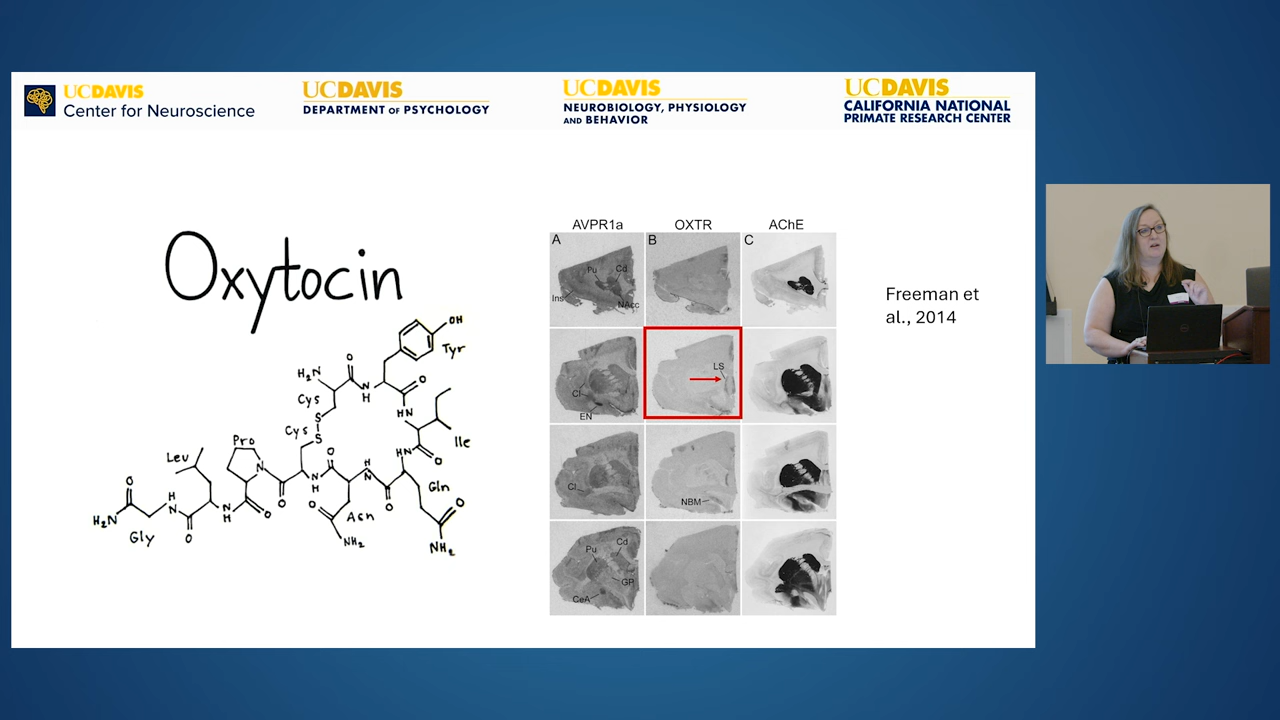 UCDAVIS
Center for Neuroscience
UCDAVIS
DEPARTMENT OF PSYCHOLOGY
UCDAVIS
NEUROBIOLOGY, PHYSIOLOGY
AND BEHAVIOR
UCDAVIS
CALIFORNIA NATIONAL
PRIMATE RESEARCH CENTER
Oxytocin
OH
Tyr
H₂N
O
N
H
O
Cys
HN
S
S
Cys
Ile
Pro
Leu
O
HN
O
N
O
N
H
H
N
Gln
O
O
H
N
N
H
O
O
O
H₂N
Gly
O
Asn
NH₂
NH₂
AVPR1a
OXTR
AChE
A
B
C
Pu
Cd
Ins
NAcc
LS
Cl
EN
Cl
NBM
Pu
Cd
GP
CeA
Freeman et
al., 2014